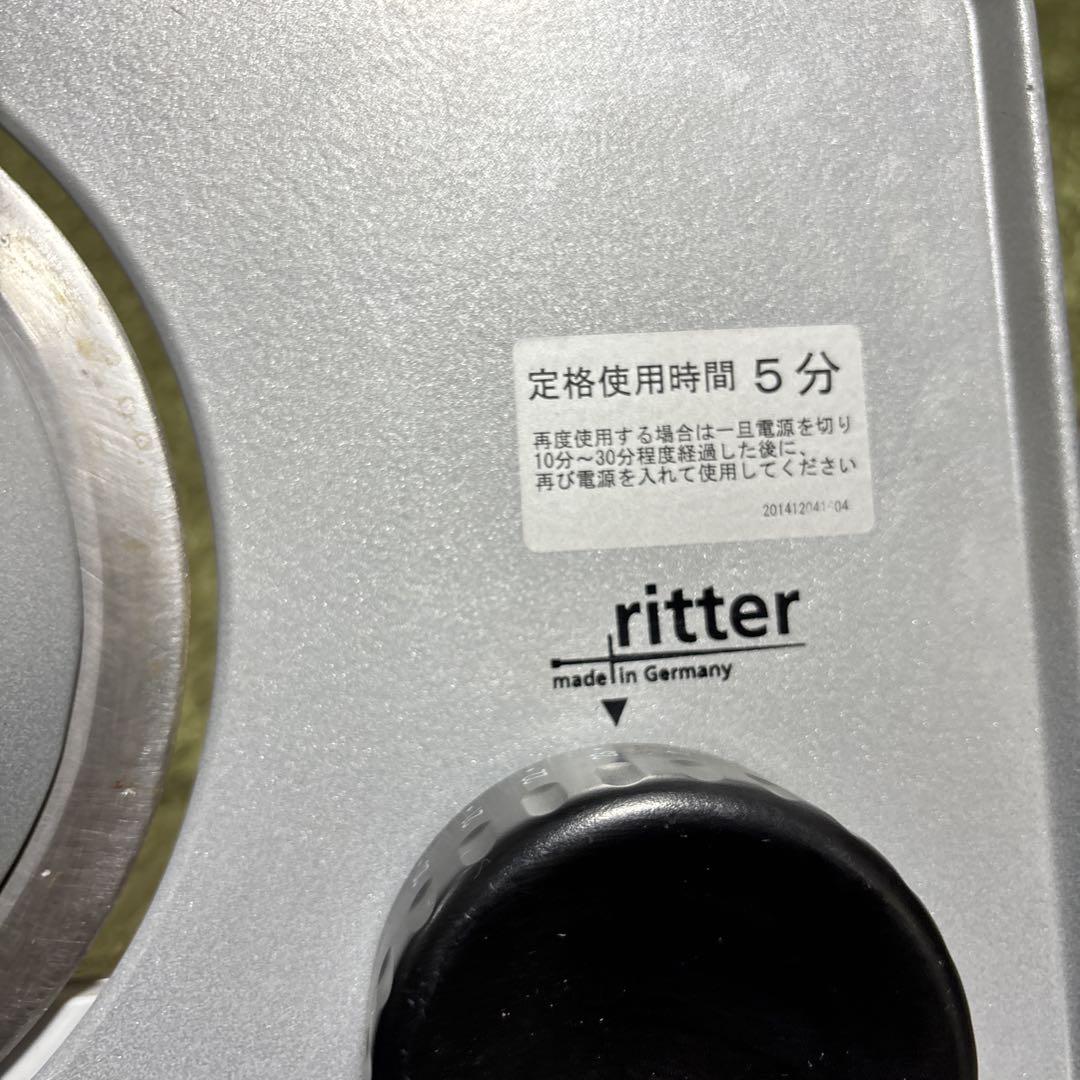 定格使用時間 5分
再度使用する場合は一旦電源を切り
10分～30分程度経過した後に、
再び電源を入れて使用してください
ritter
made in Germany